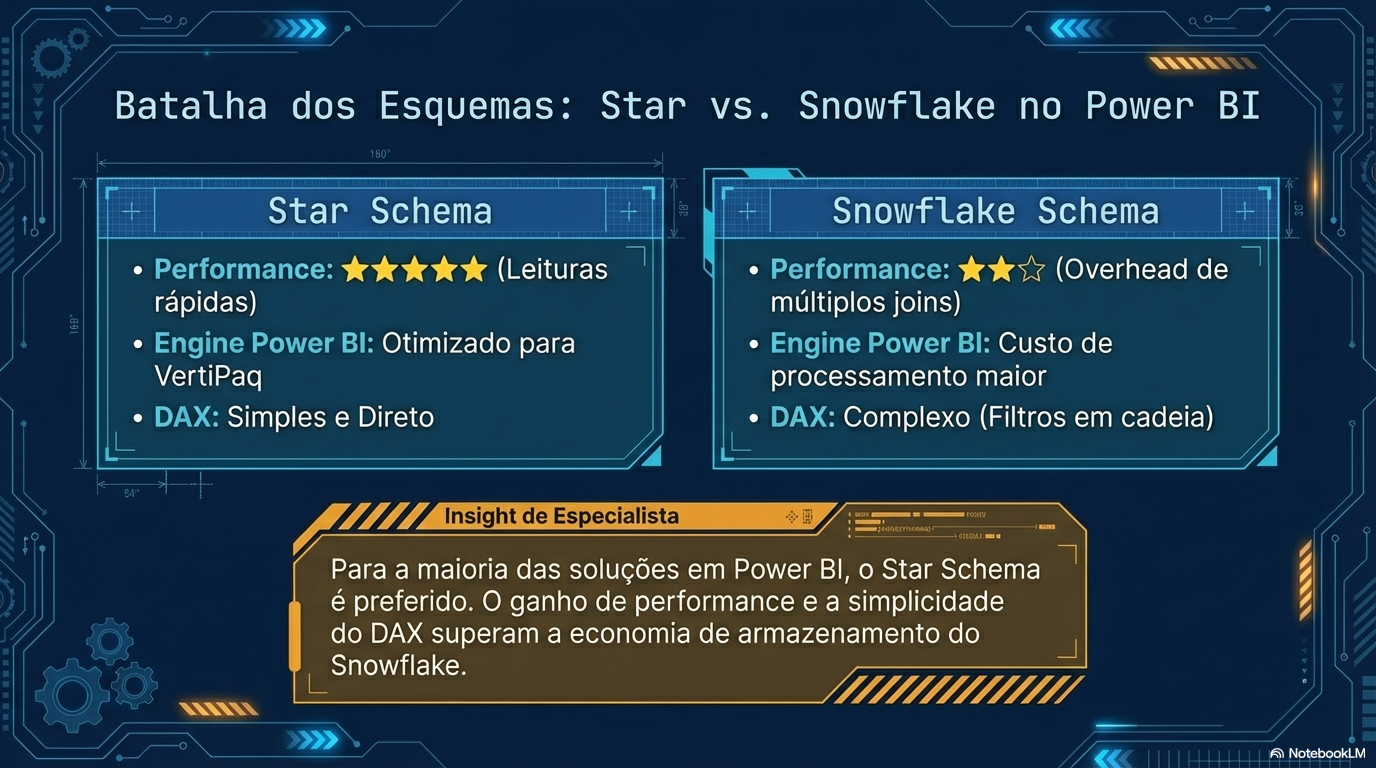 Batalha dos Esquemas: Star vs. Snowflake no Power BI
160"
Star Schema
• Performance: ⭐⭐⭐⭐⭐ (Leituras
rápidas)
• Engine Power BI: Otimizado para
VertiPaq
• DAX: Simples e Direto
Snowflake Schema
• Performance: ⭐⭐☆ (Overhead de
múltiplos joins)
• Engine Power BI: Custo de
processamento maior
• DAX: Complexo (Filtros em cadeia)
Insight de Especialista
Para a maioria das soluções em Power BI, o Star Schema
é preferido. O ganho de performance e a simplicidade
do DAX superam a economia de armazenamento do
Snowflake.
NotebookLM